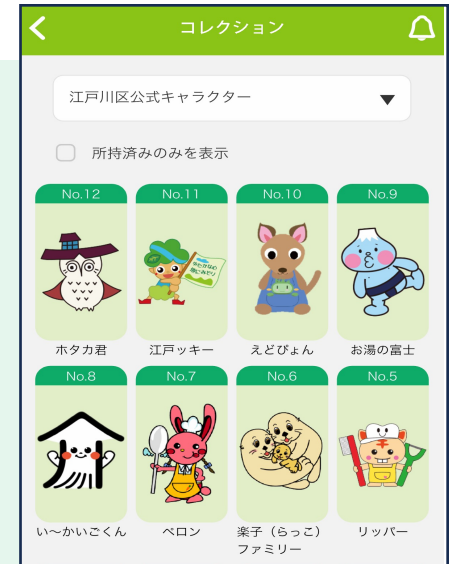 コレクション
江戸川区公式キャラクター
所持済みのみを表示
No.12 No.11 No.10 No.9
ホタカ君 江戸ッキー えどぴょん お湯の富士
No.8 No.7 No.6 No.5
い〜かいごくん ペロン 楽子（らっこ） リッパー
ファミリー